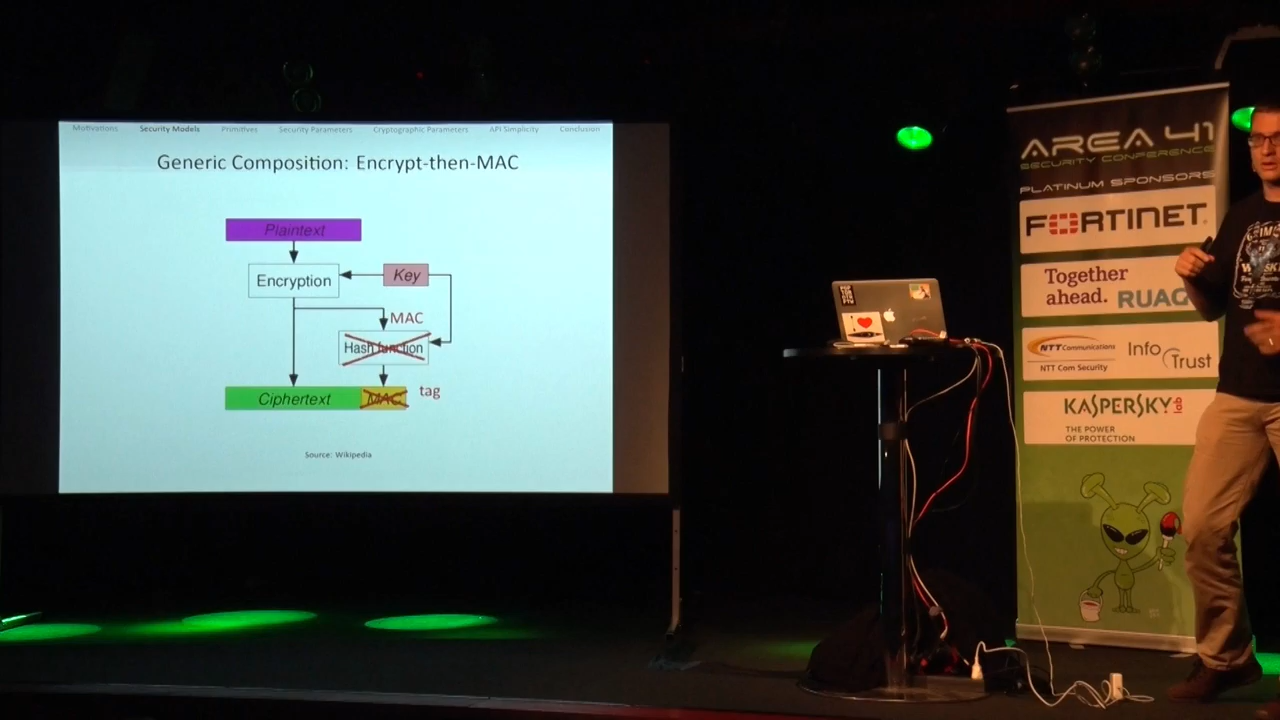 Motivations Security Models Primitives Security Parameters Cryptographic Parameters API Simplicity Conclusion
Generic Composition: Encrypt-then-MAC
Plaintext
Encryption
Key
MAC
Hash function
Ciphertext
MAC
tag
Source: Wikipedia
AREA 41
SECURITY CONFERENCE
PLATINUM SPONSORS
FORTINET
Together
ahead. RUAG
NTT Communications
NTT Com Security
Info
Trust
KASPERSKY lab
THE POWER
OF PROTECTION